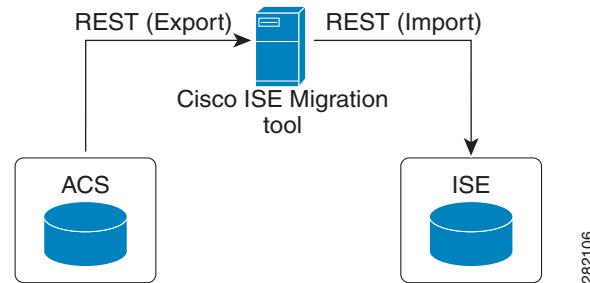 REST (Export)
REST (Import)
Cisco ISE Migration
tool
ACS
ISE
282106